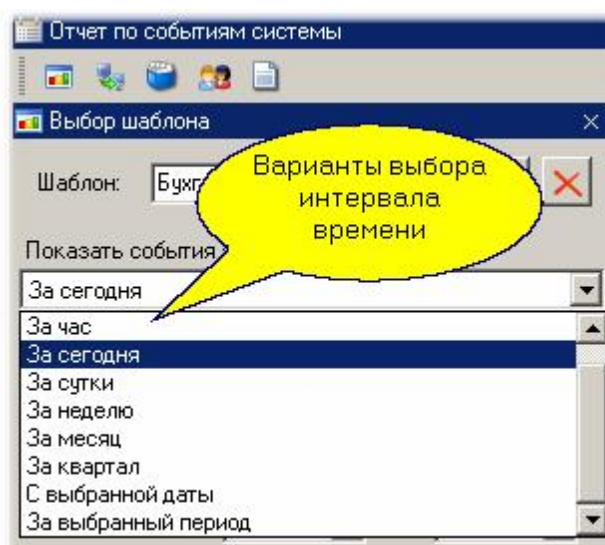 Отчет по событиям системы
Выбор шаблона
Варианты выбора
интервала
времени
Шаблон:
Показать события
За сегодня
За час
За сегодня
За сутки
За неделю
За месяц
За квартал
С выбранной даты
За выбранный период